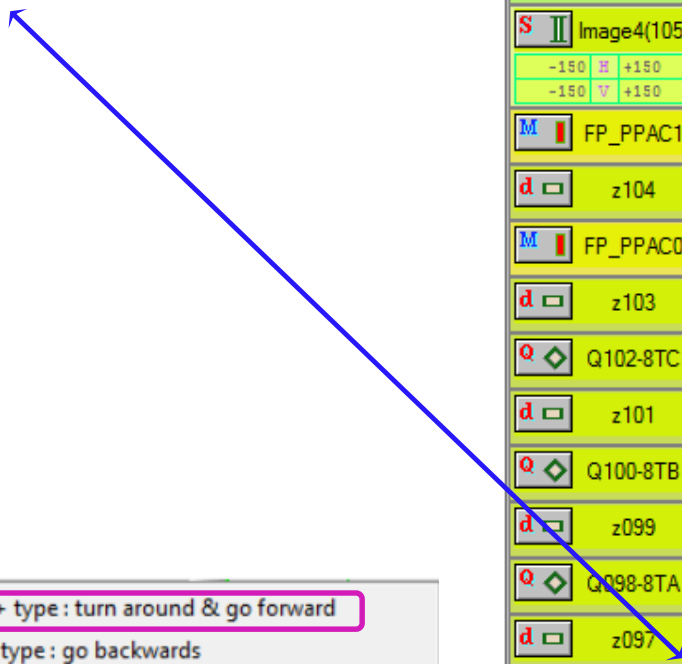 S Image4(105
-150 H +150
-150 V +150
M FP_PPAC1
d z104
M FP_PPAC0
d z103
Q Q102-8TC
d z101
Q Q100-8TB
d z099
Q Q098-8TA
d z097
+ type : turn around & go forward
type : go backwards